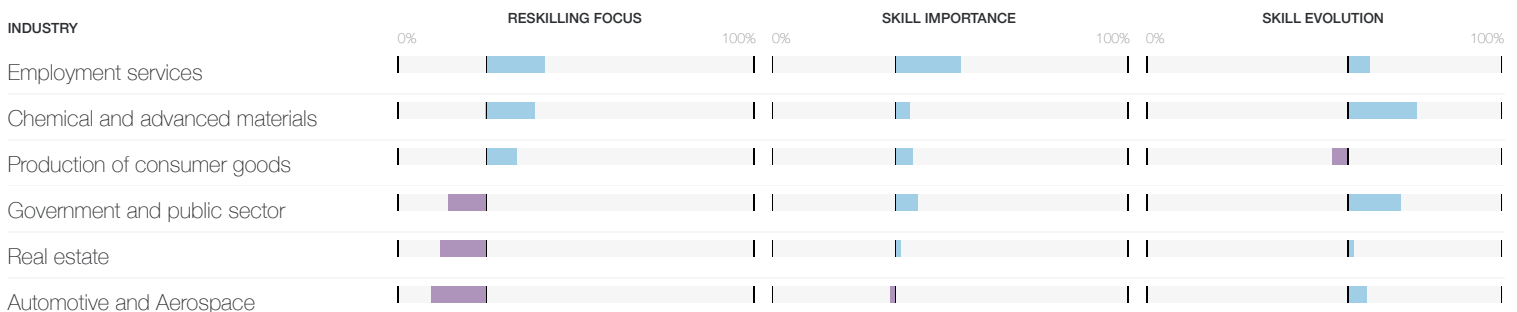 INDUSTRY RESKILLING FOCUS SKILL IMPORTANCE SKILL EVOLUTION
0% 100% 0% 100% 0% 100%
Employment services
Chemical and advanced materials
Production of consumer goods
Government and public sector
Real estate
Automotive and Aerospace